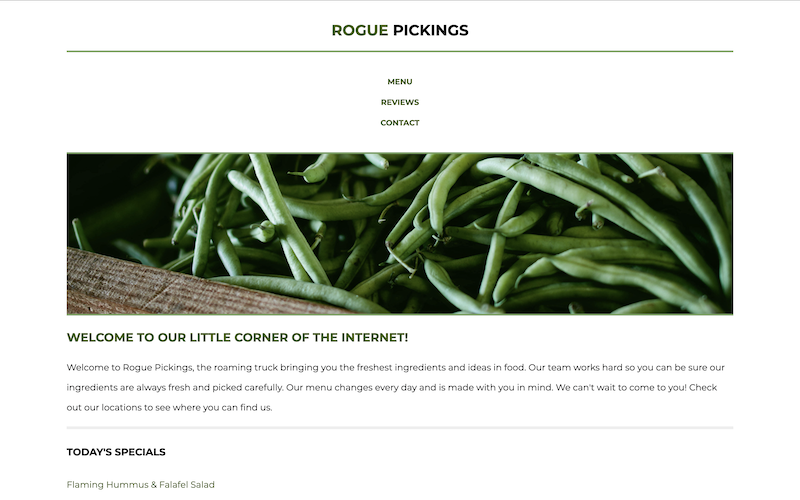 ROGUE PICKINGS
MENU
REVIEWS
CONTACT
WELCOME TO OUR LITTLE CORNER OF THE INTERNET!
Welcome to Rogue Pickings, the roaming truck bringing you the freshest ingredients and ideas in food. Our team works hard so you can be sure our
ingredients are always fresh and picked carefully. Our menu changes every day and is made with you in mind. We can't wait to come to you! Check
out our locations to see where you can find us.
TODAY'S SPECIALS
Flaming Hummus & Falafel Salad